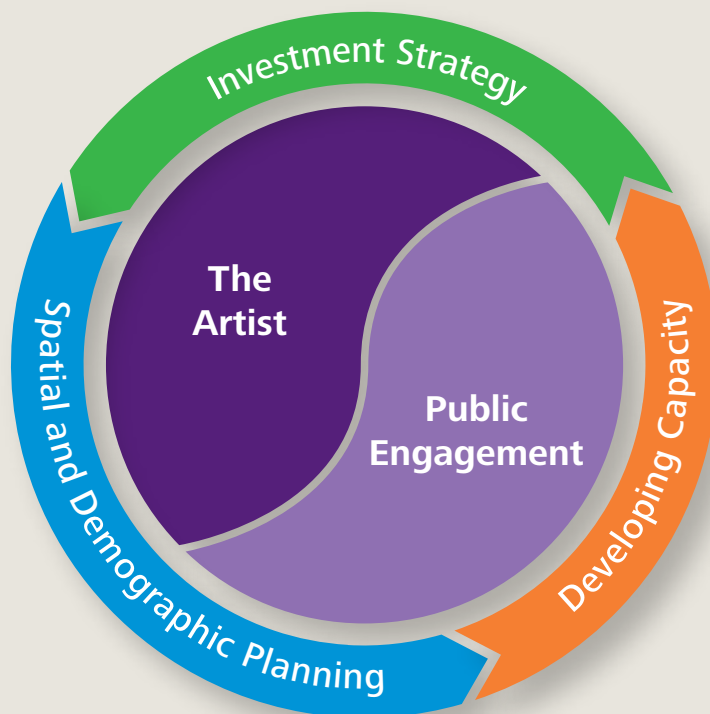 Investment Strategy
The
Artist
Public
Engagement
Spatial and Demographic Planning
Developing Capacity